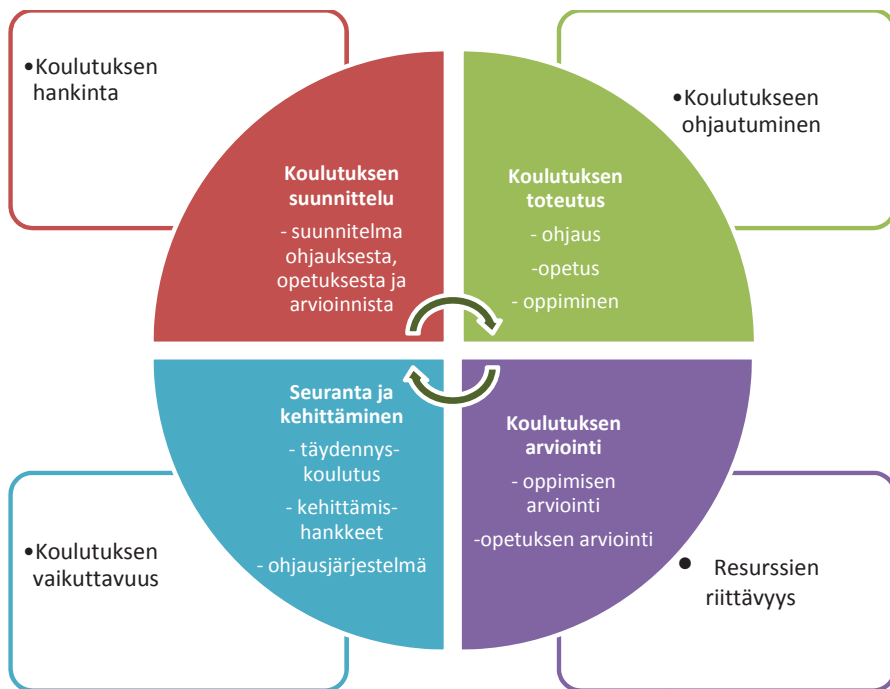 •Koulutuksen
hankinta
•Koulutukseen
ohjautuminen
Koulutuksen
suunnittelu
- suunnitelma
ohjauksesta,
opetuksesta ja
arvioinnista
Koulutuksen
toteutus
- ohjaus
-opetus
- oppiminen
Seuranta ja
kehittäminen
- täydennys-
koulutus
- kehittämis-
hankkeet
- ohjausjärjestelmä
Koulutuksen
arviointi
- oppimisen
arviointi
-opetuksen arviointi
•Koulutuksen
vaikuttavuus
• Resurssien
riittävyys